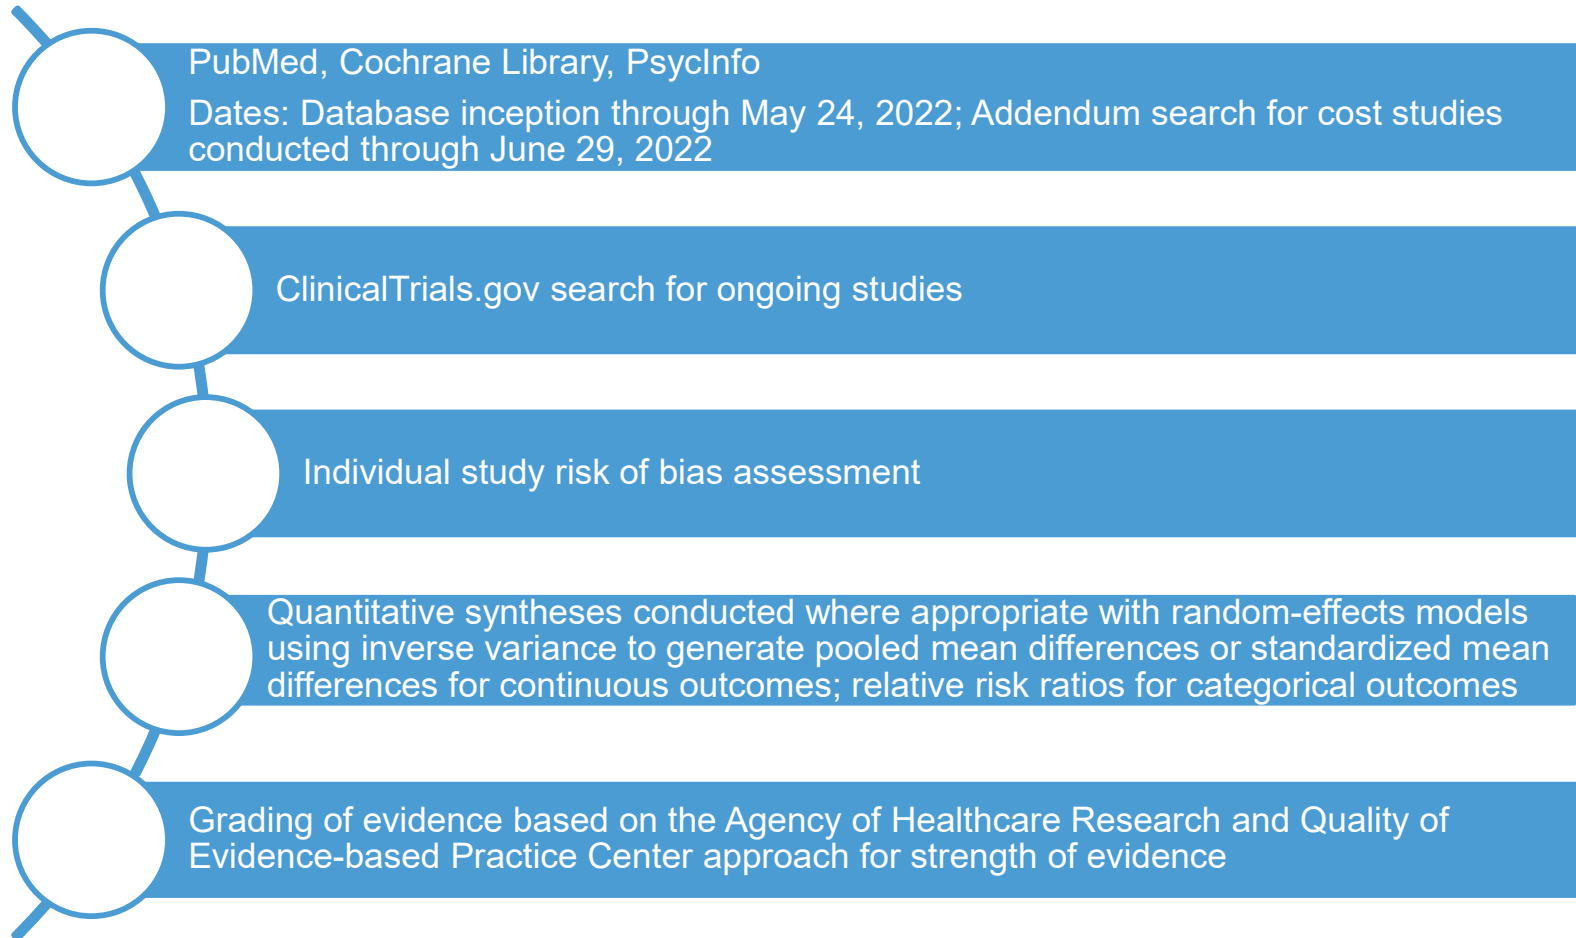 PubMed, Cochrane Library, PsycInfo
Dates: Database inception through May 24, 2022; Addendum search for cost studies
conducted through June 29, 2022
ClinicalTrials.gov search for ongoing studies
Individual study risk of bias assessment
Quantitative syntheses conducted where appropriate with random-effects models
using inverse variance to generate pooled mean differences or standardized mean
differences for continuous outcomes; relative risk ratios for categorical outcomes
Grading of evidence based on the Agency of Healthcare Research and Quality of
Evidence-based Practice Center approach for strength of evidence